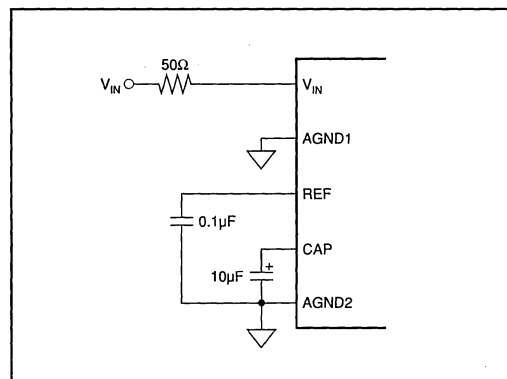 50Ω
V_IN V_IN
AGND1
REF
0.1µF
CAP
10µF +
AGND2